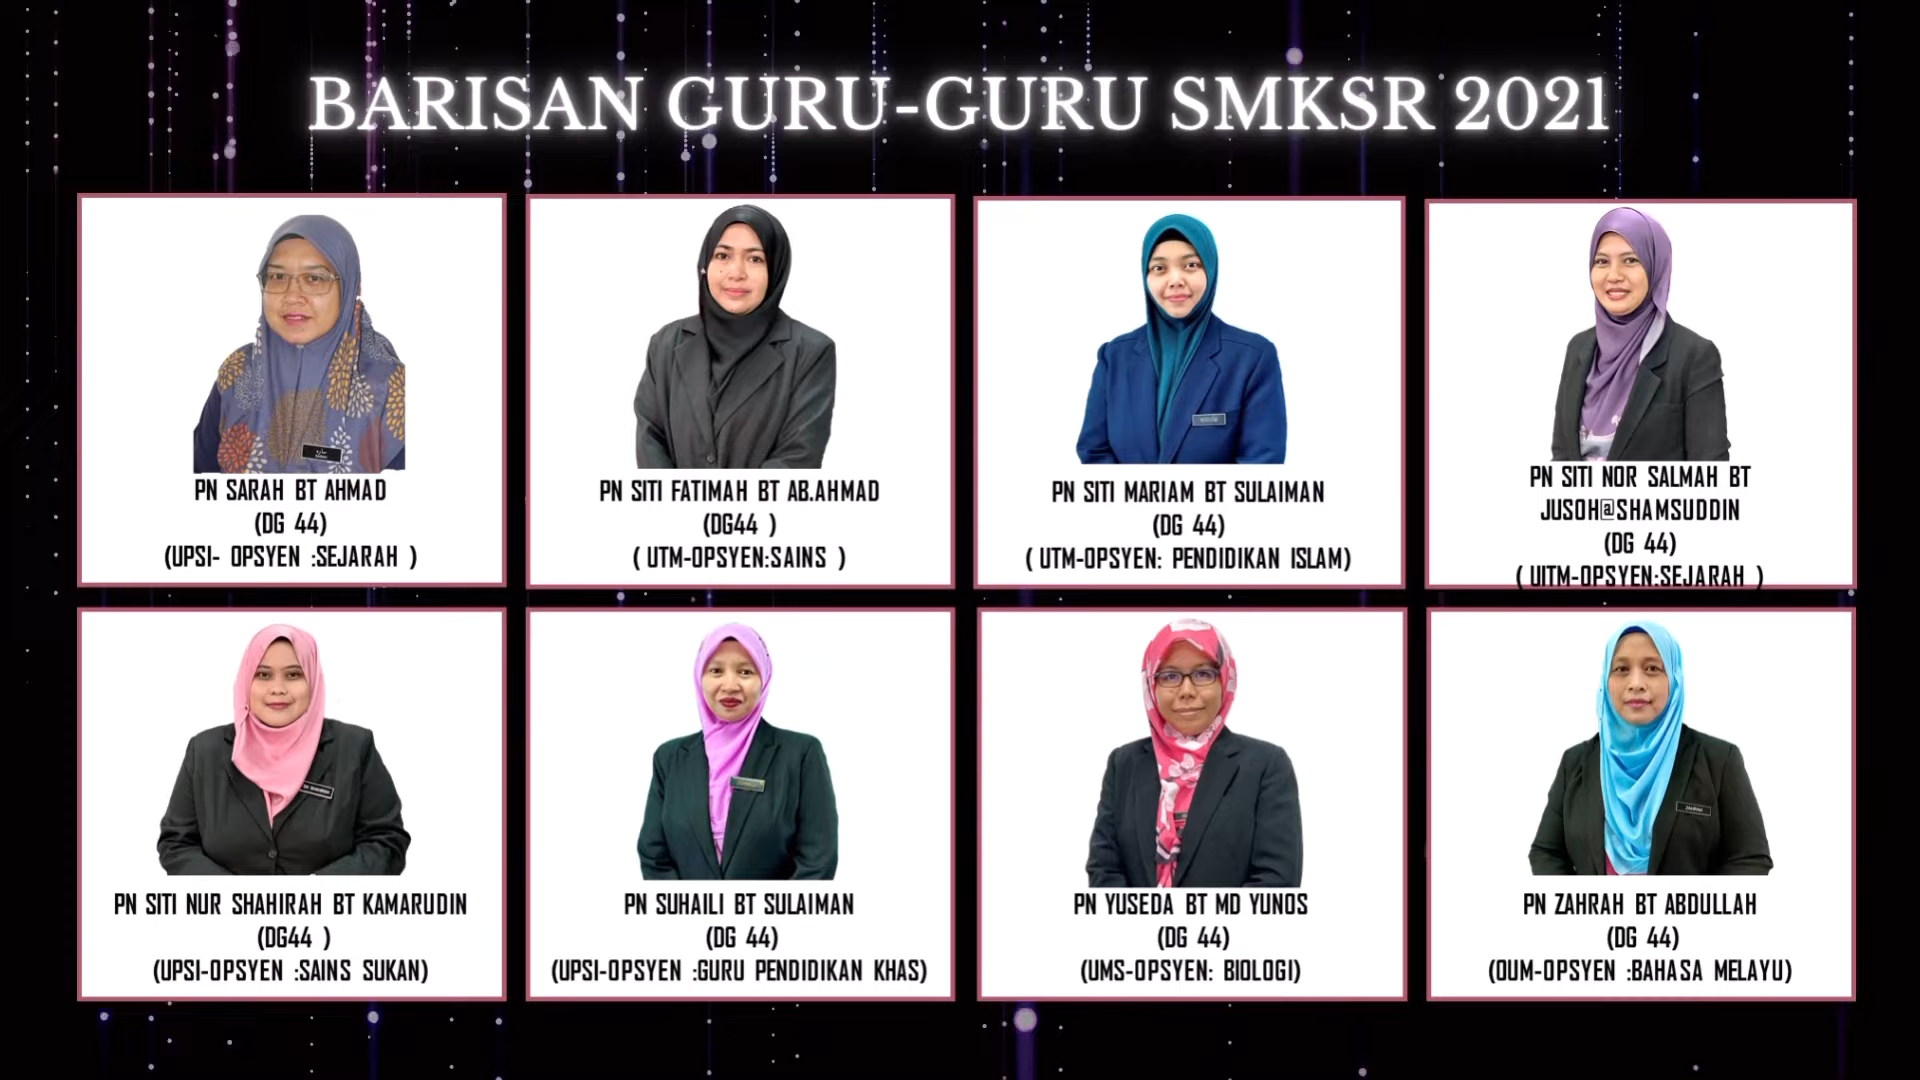 BARISAN GURU-GURU SMKSR 2021
PN SARAH BT AHMAD
(DG 44)
(UPSI- OPSYEN :SEJARAH )
PN SITI FATIMAH BT AB.AHMAD
(DG44 )
( UTM-OPSYEN:SAINS )
PN SITI MARIAM BT SULAIMAN
(DG 44)
( UTM-OPSYEN: PENDIDIKAN ISLAM)
PN SITI NOR SALMAH BT
JUSOH@SHAMSUDDIN
(DG 44)
( UITM-OPSYEN:SEJARAH )
PN SITI NUR SHAHIRAH BT KAMARUDIN
(DG44 )
(UPSI-OPSYEN :SAINS SUKAN)
PN SUHAILI BT SULAIMAN
(DG 44)
(UPSI-OPSYEN :GURU PENDIDIKAN KHAS)
PN YUSEDA BT MD YUNOS
(DG 44)
(UMS-OPSYEN: BIOLOGI)
PN ZAHRAH BT ABDULLAH
(DG 44)
(OUM-OPSYEN :BAHASA MELAYU)